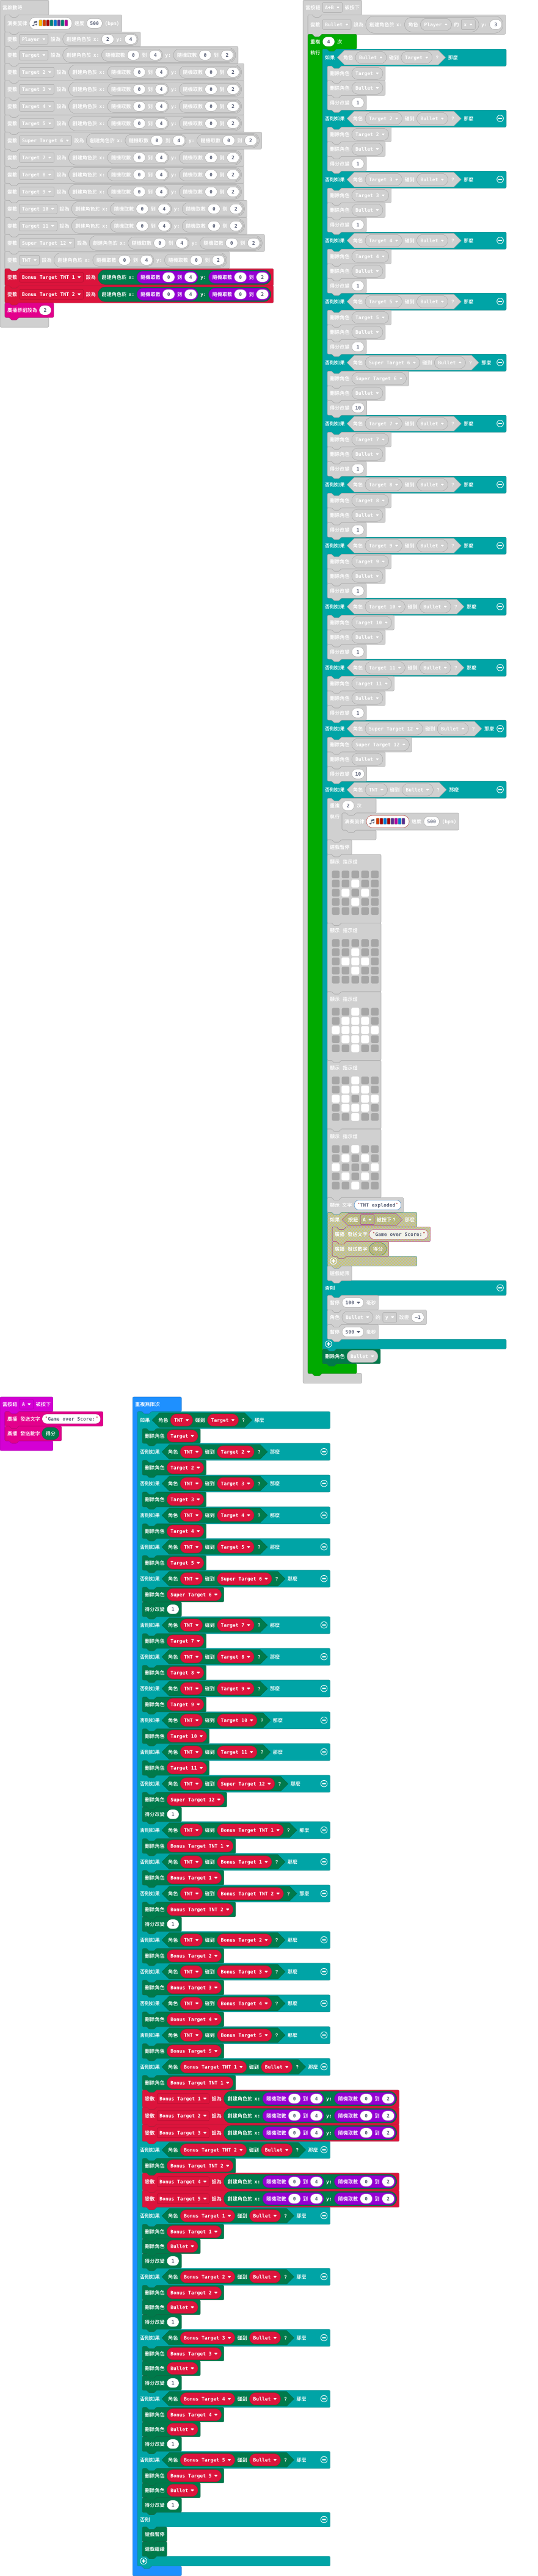 當啟動時
演奏旋律 速度 500 (bpm)
變數 Player 設為 創建角色於 x: 2 y: 4
變數 Target 設為 創建角色於 x: 隨機取數 0 到 4 y: 隨機取數 0 到 2
變數 Target 2 設為 創建角色於 x: 隨機取數 0 到 4 y: 隨機取數 0 到 2
變數 Target 3 設為 創建角色於 x: 隨機取數 0 到 4 y: 隨機取數 0 到 2
變數 Target 4 設為 創建角色於 x: 隨機取數 0 到 4 y: 隨機取數 0 到 2
變數 Target 5 設為 創建角色於 x: 隨機取數 0 到 4 y: 隨機取數 0 到 2
變數 Super Target 6 設為 創建角色於 x: 隨機取數 0 到 4 y: 隨機取數 0 到 2
變數 Target 7 設為 創建角色於 x: 隨機取數 0 到 4 y: 隨機取數 0 到 2
變數 Target 8 設為 創建角色於 x: 隨機取數 0 到 4 y: 隨機取數 0 到 2
變數 Target 9 設為 創建角色於 x: 隨機取數 0 到 4 y: 隨機取數 0 到 2
變數 Target 10 設為 創建角色於 x: 隨機取數 0 到 4 y: 隨機取數 0 到 2
變數 Target 11 設為 創建角色於 x: 隨機取數 0 到 4 y: 隨機取數 0 到 2
變數 Super Target 12 設為 創建角色於 x: 隨機取數 0 到 4 y: 隨機取數 0 到 2
變數 TNT 設為 創建角色於 x: 隨機取數 0 到 4 y: 隨機取數 0 到 2
變數 Bonus Target TNT 1 設為 創建角色於 x: 隨機取數 0 到 4 y: 隨機取數 0 到 2
變數 Bonus Target TNT 2 設為 創建角色於 x: 隨機取數 0 到 4 y: 隨機取數 0 到 2
廣播群組設為 2
當按鈕 A+B 被按下
變數 Bullet 設為 創建角色於 x: 角色 Player 的 x y: 3
重複 4 次
執行
如果 角色 Bullet 碰到 Target ? 那麼
刪除角色 Target
刪除角色 Bullet
得分改變 1
否則如果 角色 Target 2 碰到 Bullet ? 那麼
刪除角色 Target 2
刪除角色 Bullet
得分改變 1
否則如果 角色 Target 3 碰到 Bullet ? 那麼
刪除角色 Target 3
刪除角色 Bullet
得分改變 1
否則如果 角色 Target 4 碰到 Bullet ? 那麼
刪除角色 Target 4
刪除角色 Bullet
得分改變 1
否則如果 角色 Target 5 碰到 Bullet ? 那麼
刪除角色 Target 5
刪除角色 Bullet
得分改變 1
否則如果 角色 Super Target 6 碰到 Bullet ? 那麼
刪除角色 Super Target 6
刪除角色 Bullet
得分改變 10
否則如果 角色 Target 7 碰到 Bullet ? 那麼
刪除角色 Target 7
刪除角色 Bullet
得分改變 1
否則如果 角色 Target 8 碰到 Bullet ? 那麼
刪除角色 Target 8
刪除角色 Bullet
得分改變 1
否則如果 角色 Target 9 碰到 Bullet ? 那麼
刪除角色 Target 9
刪除角色 Bullet
得分改變 1
否則如果 角色 Target 10 碰到 Bullet ? 那麼
刪除角色 Target 10
刪除角色 Bullet
得分改變 1
否則如果 角色 Target 11 碰到 Bullet ? 那麼
刪除角色 Target 11
刪除角色 Bullet
得分改變 1
否則如果 角色 Super Target 12 碰到 Bullet ? 那麼
刪除角色 Super Target 12
刪除角色 Bullet
得分改變 10
否則如果 角色 TNT 碰到 Bullet ? 那麼
重複 2 次
執行
演奏旋律 速度 500 (bpm)
遊戲暫停
顯示 指示燈
顯示 指示燈
顯示 指示燈
顯示 指示燈
顯示 指示燈
顯示 文字 "TNT exploded"
如果 按鈕 A 被按下? 那麼
廣播 發送文字 "Game over Score:"
廣播 發送數字 得分
遊戲結束
否則
暫停 100 毫秒
角色 Bullet 的 y 改變 -1
暫停 500 毫秒
刪除角色 Bullet
當按鈕 A 被按下
廣播 發送文字 "Game over Score:"
廣播 發送數字 得分
重複無限次
如果 角色 TNT 碰到 Target ? 那麼
刪除角色 Target
否則如果 角色 TNT 碰到 Target 2 ? 那麼
刪除角色 Target 2
否則如果 角色 TNT 碰到 Target 3 ? 那麼
刪除角色 Target 3
否則如果 角色 TNT 碰到 Target 4 ? 那麼
刪除角色 Target 4
否則如果 角色 TNT 碰到 Target 5 ? 那麼
刪除角色 Target 5
否則如果 角色 TNT 碰到 Super Target 6 ? 那麼
刪除角色 Super Target 6
得分改變 1
否則如果 角色 TNT 碰到 Target 7 ? 那麼
刪除角色 Target 7
否則如果 角色 TNT 碰到 Target 8 ? 那麼
刪除角色 Target 8
否則如果 角色 TNT 碰到 Target 9 ? 那麼
刪除角色 Target 9
否則如果 角色 TNT 碰到 Target 10 ? 那麼
刪除角色 Target 10
否則如果 角色 TNT 碰到 Target 11 ? 那麼
刪除角色 Target 11
否則如果 角色 TNT 碰到 Super Target 12 ? 那麼
刪除角色 Super Target 12
得分改變 1
否則如果 角色 TNT 碰到 Bonus Target TNT 1 ? 那麼
刪除角色 Bonus Target TNT 1
否則如果 角色 TNT 碰到 Bonus Target 1 ? 那麼
刪除角色 Bonus Target 1
否則如果 角色 TNT 碰到 Bonus Target TNT 2 ? 那麼
刪除角色 Bonus Target TNT 2
得分改變 1
否則如果 角色 TNT 碰到 Bonus Target 2 ? 那麼
刪除角色 Bonus Target 2
否則如果 角色 TNT 碰到 Bonus Target 3 ? 那麼
刪除角色 Bonus Target 3
否則如果 角色 TNT 碰到 Bonus Target 4 ? 那麼
刪除角色 Bonus Target 4
否則如果 角色 TNT 碰到 Bonus Target 5 ? 那麼
刪除角色 Bonus Target 5
否則如果 角色 Bonus Target TNT 1 碰到 Bullet ? 那麼
刪除角色 Bonus Target TNT 1
變數 Bonus Target 1 設為 創建角色於 x: 隨機取數 0 到 4 y: 隨機取數 0 到 2
變數 Bonus Target 2 設為 創建角色於 x: 隨機取數 0 到 4 y: 隨機取數 0 到 2
變數 Bonus Target 3 設為 創建角色於 x: 隨機取數 0 到 4 y: 隨機取數 0 到 2
否則如果 角色 Bonus Target TNT 2 碰到 Bullet ? 那麼
刪除角色 Bonus Target TNT 2
變數 Bonus Target 4 設為 創建角色於 x: 隨機取數 0 到 4 y: 隨機取數 0 到 2
變數 Bonus Target 5 設為 創建角色於 x: 隨機取數 0 到 4 y: 隨機取數 0 到 2
否則如果 角色 Bonus Target 1 碰到 Bullet ? 那麼
刪除角色 Bonus Target 1
刪除角色 Bullet
得分改變 1
否則如果 角色 Bonus Target 2 碰到 Bullet ? 那麼
刪除角色 Bonus Target 2
刪除角色 Bullet
得分改變 1
否則如果 角色 Bonus Target 3 碰到 Bullet ? 那麼
刪除角色 Bonus Target 3
刪除角色 Bullet
得分改變 1
否則如果 角色 Bonus Target 4 碰到 Bullet ? 那麼
刪除角色 Bonus Target 4
刪除角色 Bullet
得分改變 1
否則如果 角色 Bonus Target 5 碰到 Bullet ? 那麼
刪除角色 Bonus Target 5
刪除角色 Bullet
得分改變 1
否則
遊戲暫停
遊戲繼續